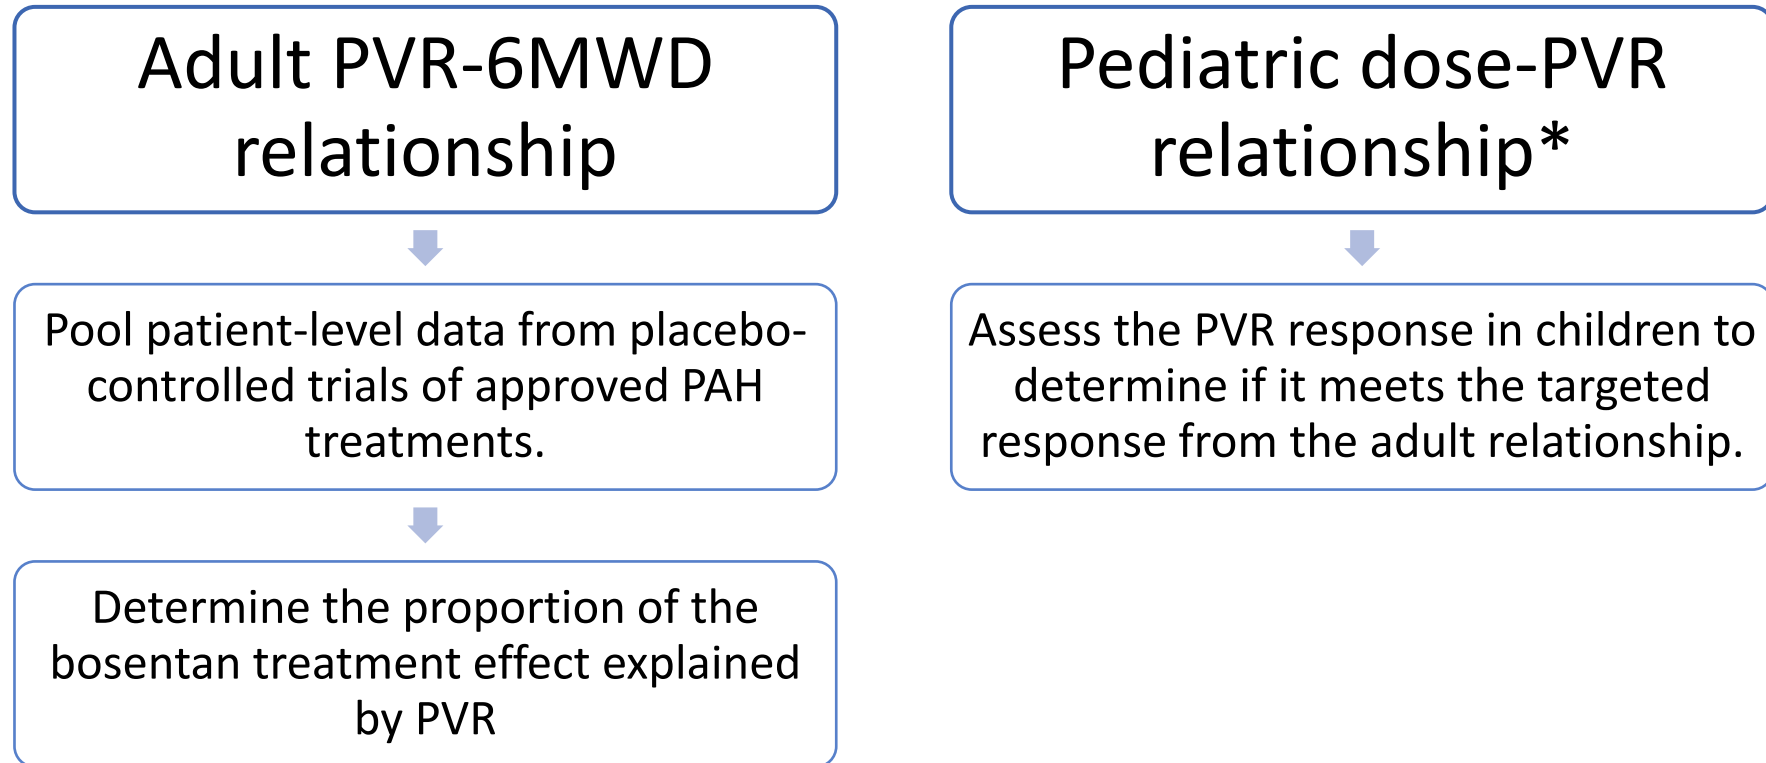 Adult PVR-6MWD
relationship
Pool patient-level data from placebo-
controlled trials of approved PAH
treatments.
Determine the proportion of the
bosentan treatment effect explained
by PVR
Pediatric dose-PVR
relationship*
Assess the PVR response in children to
determine if it meets the targeted
response from the adult relationship.